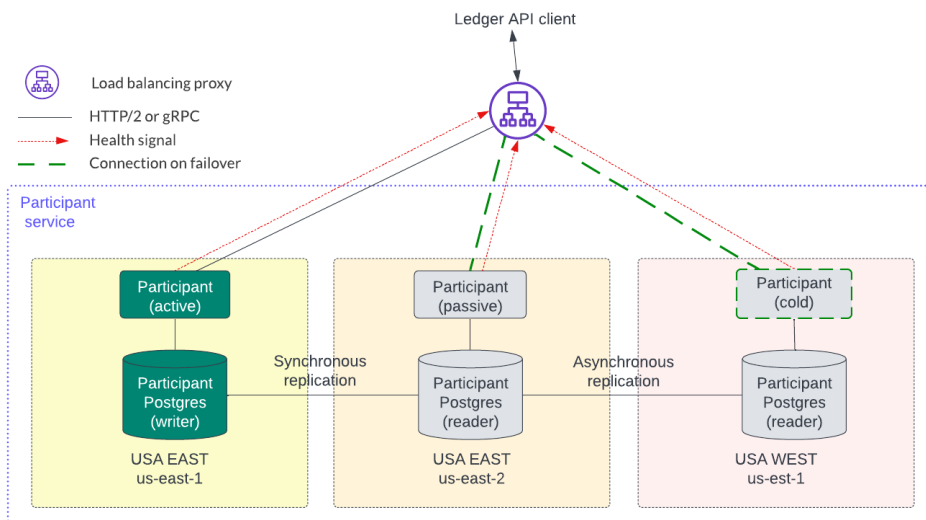 Ledger API client
Load balancing proxy
HTTP/2 or gRPC
Health signal
Connection on failover
Participant
service
Participant
(active)
Participant
(passive)
Participant
(cold)
Synchronous
replication
Asynchronous
replication
Participant
Postgres
(writer)
Participant
Postgres
(reader)
Participant
Postgres
(reader)
USA EAST
us-east-1
USA EAST
us-east-2
USA WEST
us-est-1